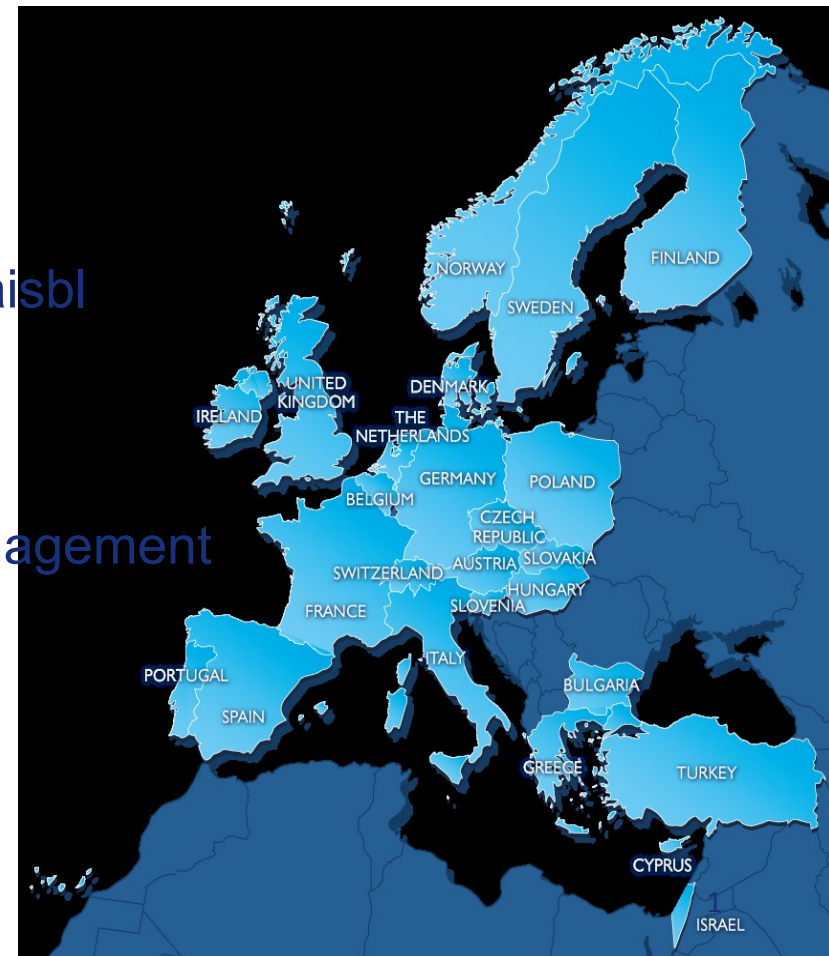 NORWAY
FINLAND
SWEDEN
aisbl
UNITED
KINGDOM
DENMARK
IRELAND
THE
NETHERLANDS
GERMANY
POLAND
BELGIUM
CZECH
REPUBLIC
agement
SWITZERLAND
AUSTRIA
SLOVAKIA
HUNGARY
SLOVENIA
FRANCE
ITALY
PORTUGAL
SPAIN
BULGARIA
GREECE
TURKEY
CYPRUS
1
ISRAEL